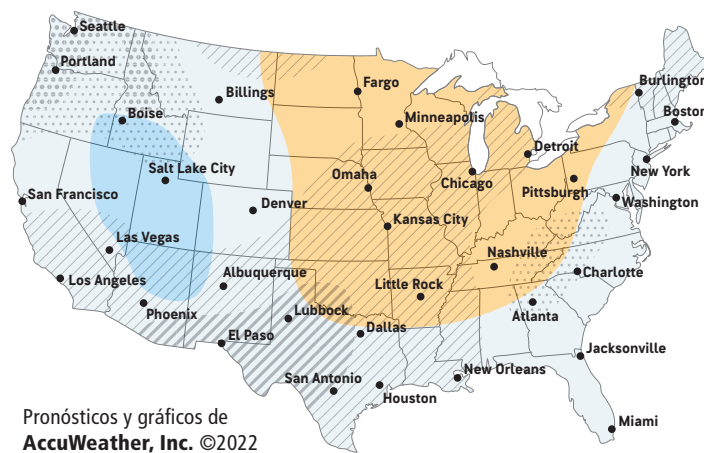 Seattle
Portland
Billings
Fargo
Burlington
Minneapolis
Boise
Boston
Detroit
Salt Lake City
Omaha
Chicago
New York
Pittsburgh
San Francisco
Denver
Washington
Kansas City
Las Vegas
Nashville
Los Angeles
Albuquerque
Charlotte
Little Rock
Phoenix
Lubbock
Atlanta
El Paso
Dallas
Jacksonville
San Antonio
New Orleans
Houston
Miami
Pronósticos y gráficos de
AccuWeather, Inc. ©2022